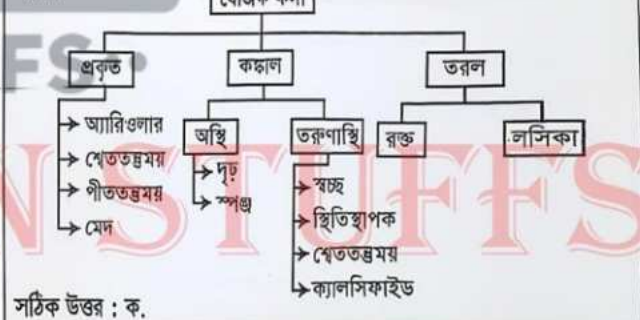 যোজক কলা
প্রকৃত কঙ্কাল তরল
অ্যারিওলার
শ্বেততন্তুময়
পীততন্তুময়
মেদ
অস্থি তরুণাস্থি রক্ত লসিকা
দৃঢ়
স্পঞ্জ
স্বচ্ছ
স্থিতিস্থাপক
শ্বেততন্তুময়
ক্যালসিফাইড
N STUFFS
সঠিক উত্তর : ক.